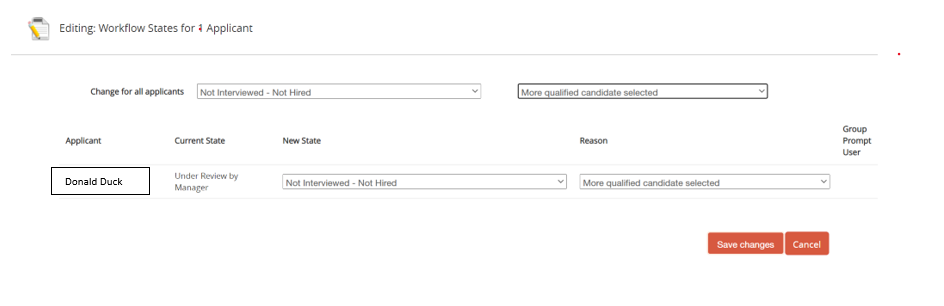 Editing: Workflow States for 1 Applicant
Change for all applicants Not Interviewed - Not Hired More qualified candidate selected
Applicant Current State New State Reason Group Prompt User
Donald Duck Under Review by Manager Not Interviewed - Not Hired More qualified candidate selected
Save changes Cancel